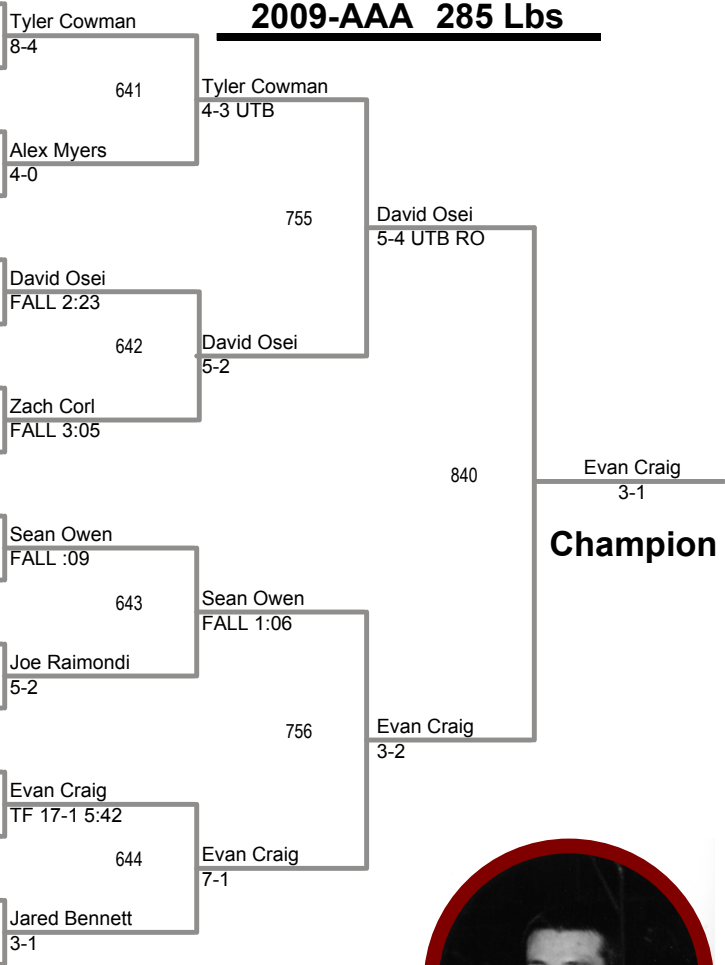 2009-AAA 285 Lbs
Tyler Cowman
8-4
641
Tyler Cowman
4-3 UTB
Alex Myers
4-0
755
David Osei
5-4 UTB RO
David Osei
FALL 2:23
642
David Osei
5-2
Zach Corl
FALL 3:05
840
Evan Craig
3-1
Champion
Sean Owen
FALL :09
643
Sean Owen
FALL 1:06
Joe Raimondi
5-2
756
Evan Craig
3-2
Evan Craig
TF 17-1 5:42
644
Evan Craig
7-1
Jared Bennett
3-1